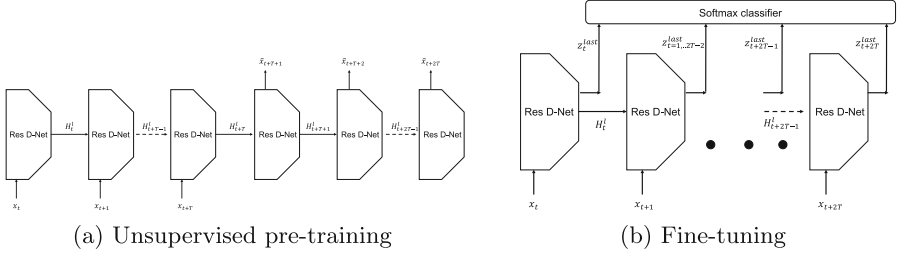 Softmax classifier
z_t^{last}
z_{t=1,..2T-2}^{last}
z_{t+2T-1}^{last}
z_{t+2T}^{last}
x̃_{t+T+1}
x̃_{t+T+2}
x̃_{t+2T}
Res D-Net H_t^l Res D-Net H_{t+T-1}^l Res D-Net H_{t+T}^l Res D-Net H_{t+T+1}^l Res D-Net H_{t+2T-1}^l Res D-Net
Res D-Net H_t^l Res D-Net H_{t+2T-1}^l Res D-Net
x_t x_{t+1} x_{t+T}
x_t x_{t+1} x_{t+2T}
(a) Unsupervised pre-training
(b) Fine-tuning